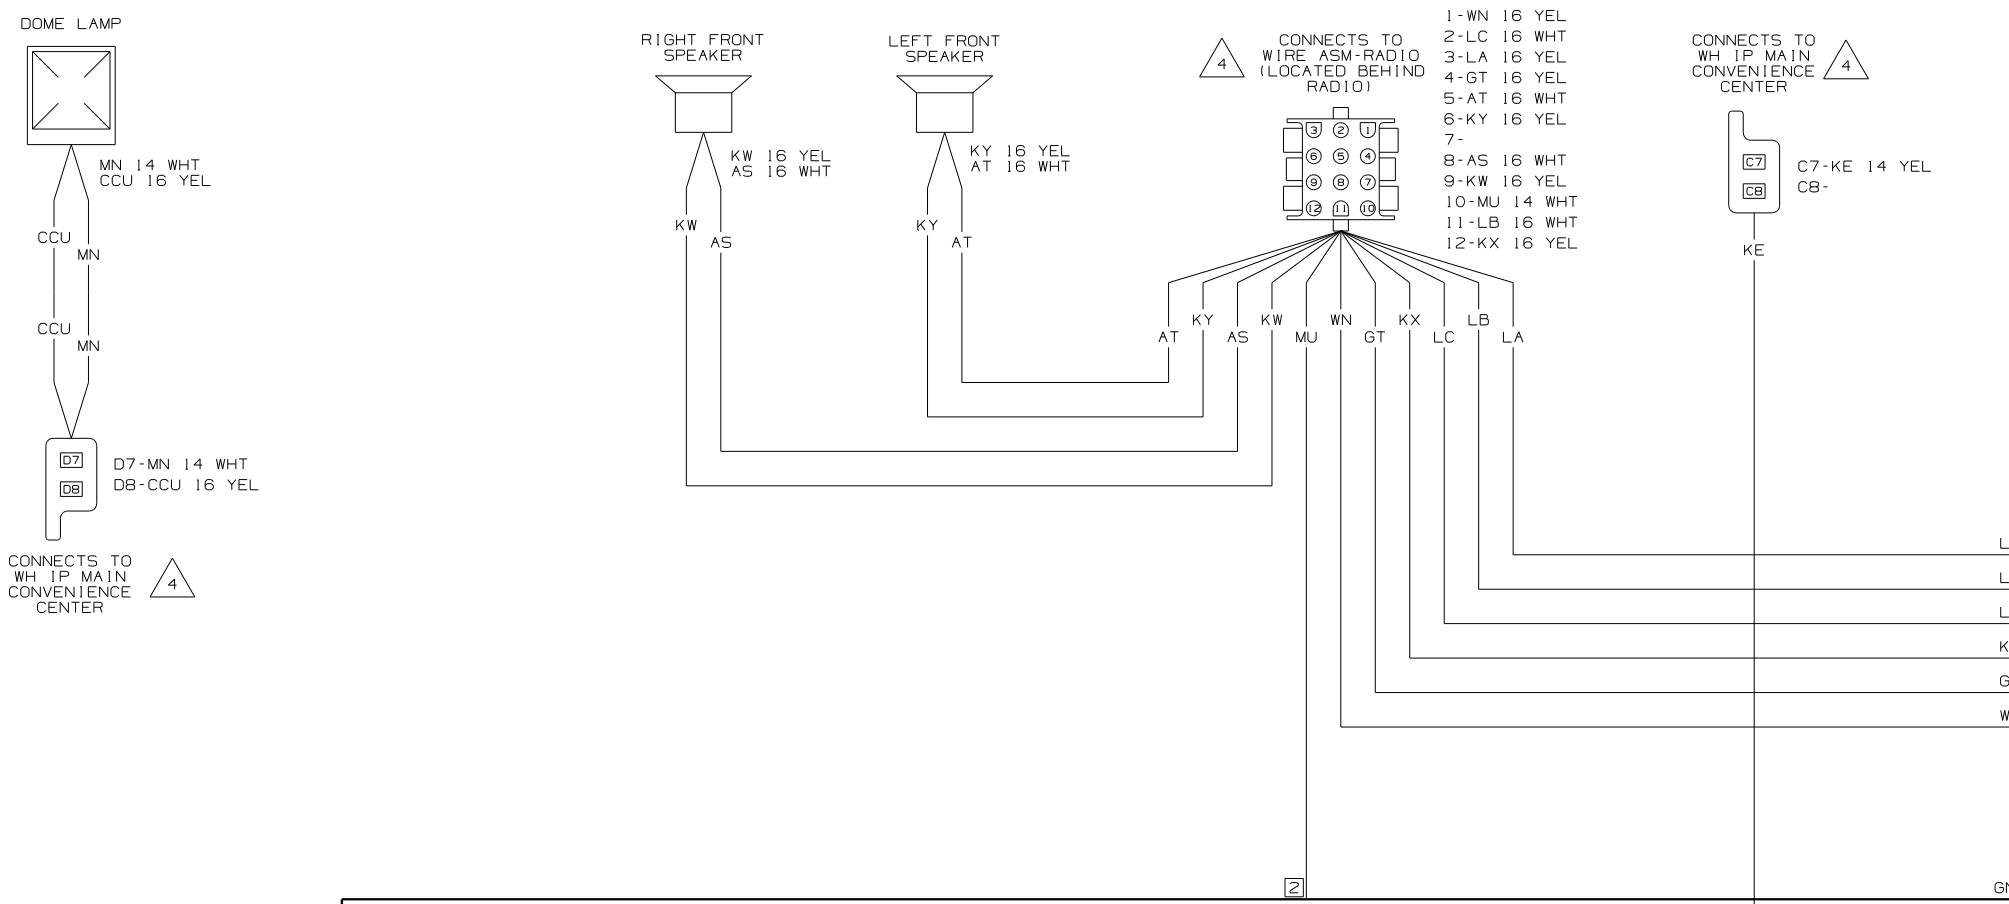 DOME LAMP
MN 14 WHT
CCU 16 YEL
CCU
MN
CCU
MN
D7
D8
D7-MN 14 WHT
D8-CCU 16 YEL
CONNECTS TO
WH IP MAIN
CONVENIENCE
CENTER
4
RIGHT FRONT
SPEAKER
KW 16 YEL
AS 16 WHT
KW
AS
LEFT FRONT
SPEAKER
KY 16 YEL
AT 16 WHT
KY
AT
4
CONNECTS TO
WIRE ASM-RADIO
(LOCATED BEHIND
RADIO)
3 2 1
6 5 4
9 8 7
12 11 10
1-WN 16 YEL
2-LC 16 WHT
3-LA 16 YEL
4-GT 16 YEL
5-AT 16 WHT
6-KY 16 YEL
7-
8-AS 16 WHT
9-KW 16 YEL
10-MU 14 WHT
11-LB 16 WHT
12-KX 16 YEL
AT
KY
AS
KW
MU
WN
GT
KX
LC
LB
LA
CONNECTS TO
WH IP MAIN
CONVENIENCE
CENTER
4
C7
C8
C7-KE 14 YEL
C8-
KE
L
L
L
K
G
W
2
GN